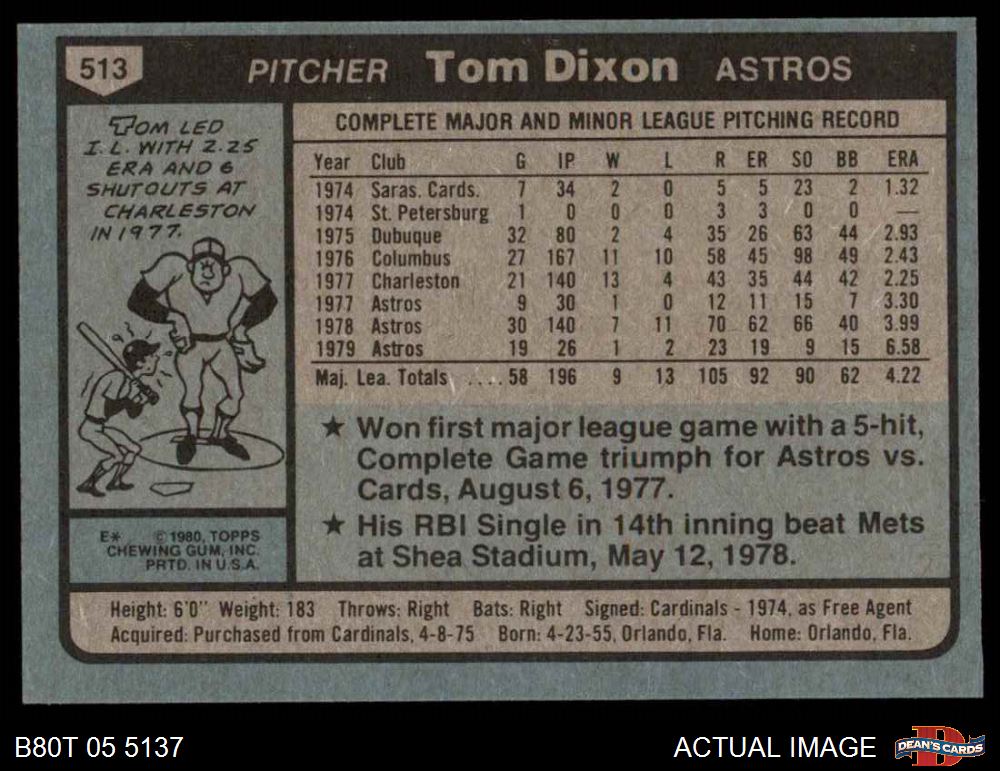 513 PITCHER Tom Dixon ASTROS
TOM LED
I. L. WITH 2.25
ERA AND 6
SHUTOUTS AT
CHARLESTON
IN 1977.
E* © 1980, TOPPS
CHEWING GUM, INC.
PRTD. IN U.S.A.
COMPLETE MAJOR AND MINOR LEAGUE PITCHING RECORD
Year Club G IP W L R ER SO BB ERA
1974 Saras. Cards. 7 34 2 0 5 5 23 2 1.32
1974 St. Petersburg 1 0 0 0 3 3 0 0 —
1975 Dubuque 32 80 2 4 35 26 63 44 2.93
1976 Columbus 27 167 11 10 58 45 98 49 2.43
1977 Charleston 21 140 13 4 43 35 44 42 2.25
1977 Astros 9 30 1 0 12 11 15 7 3.30
1978 Astros 30 140 7 11 70 62 66 40 3.99
1979 Astros 19 26 1 2 23 19 9 15 6.58
Maj. Lea. Totals .... 58 196 9 13 105 92 90 62 4.22
★ Won first major league game with a 5-hit,
Complete Game triumph for Astros vs.
Cards, August 6, 1977.
★ His RBI Single in 14th inning beat Mets
at Shea Stadium, May 12, 1978.
Height: 6'0" Weight: 183 Throws: Right Bats: Right Signed: Cardinals - 1974, as Free Agent
Acquired: Purchased from Cardinals, 4-8-75 Born: 4-23-55, Orlando, Fla. Home: Orlando, Fla.
B80T 05 5137 ACTUAL IMAGE DEAN'S CARDS